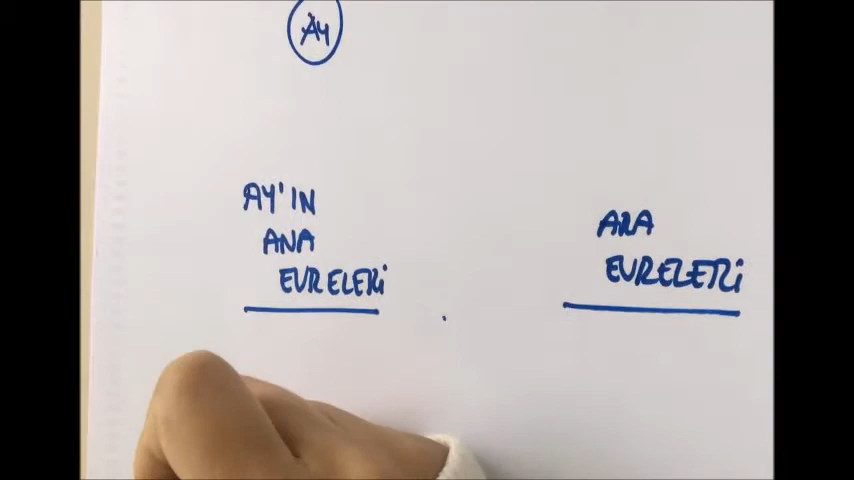 Ay
AY'IN
ANA
EVRELERİ
ARA
EVRELERİ